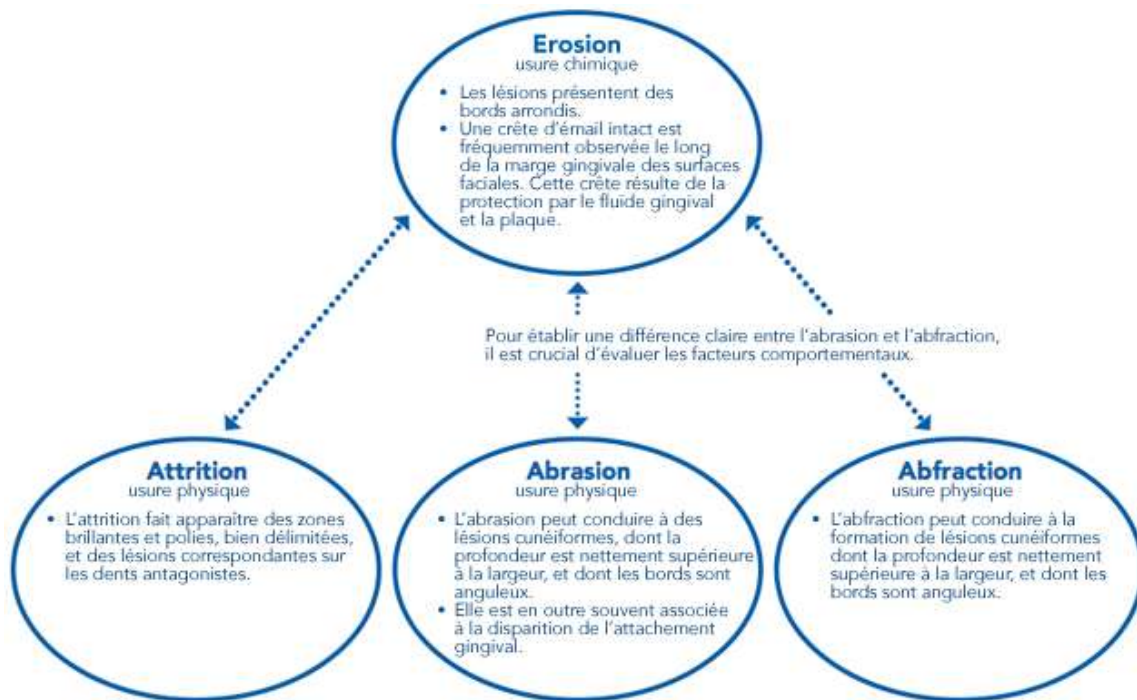 Erosion
usure chimique
• Les lésions présentent des
bords arrondis.
• Une crête d'émail intact est
fréquemment observée le long
de la marge gingivale des surfaces
faciales. Cette crête résulte de la
protection par le fluide gingival
et la plaque.
Pour établir une différence claire entre l'abrasion et l'abfraction,
il est crucial d'évaluer les facteurs comportementaux.
Attrition
usure physique
• L'attrition fait apparaître des zones
brillantes et polies, bien délimitées,
et des lésions correspondantes sur
les dents antagonistes.
Abrasion
usure physique
• L'abrasion peut conduire à des
lésions cunéiformes, dont la
profondeur est nettement supérieure
à la largeur, et dont les bords sont
anguleux.
• Elle est en outre souvent associée
à la disparition de l'attachement
gingival.
Abfraction
usure physique
• L'abfraction peut conduire à la
formation de lésions cunéiformes
dont la profondeur est nettement
supérieure à la largeur, et dont les
bords sont anguleux.